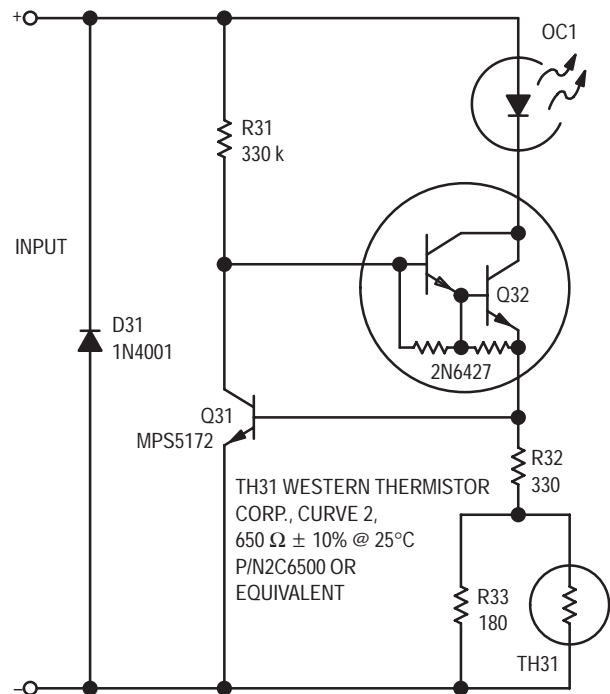 +
OC1
R31
330 k
INPUT
Q32
D31
1N4001
2N6427
Q31
MPS5172
R32
330
TH31 WESTERN THERMISTOR
CORP., CURVE 2,
650 Ω ± 10% @ 25°C
P/N2C6500 OR
EQUIVALENT
R33
180
TH31
–